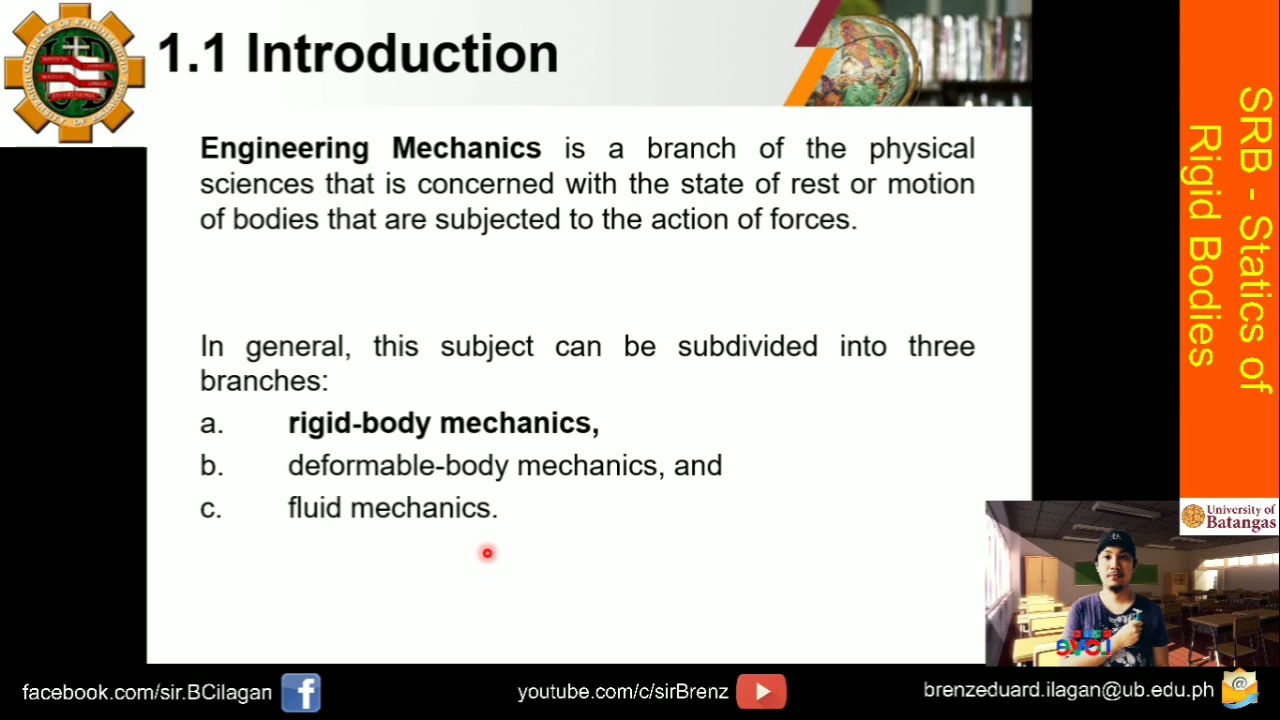 1.1 Introduction
Engineering Mechanics is a branch of the physical
sciences that is concerned with the state of rest or motion
of bodies that are subjected to the action of forces.
In general, this subject can be subdivided into three
branches:
a. rigid-body mechanics,
b. deformable-body mechanics, and
c. fluid mechanics.
SRB - Statics of
Rigid Bodies
University of
Batangas
facebook.com/sir.BCilagan
youtube.com/c/sirBrenz
brenzeduard.ilagan@ub.edu.ph